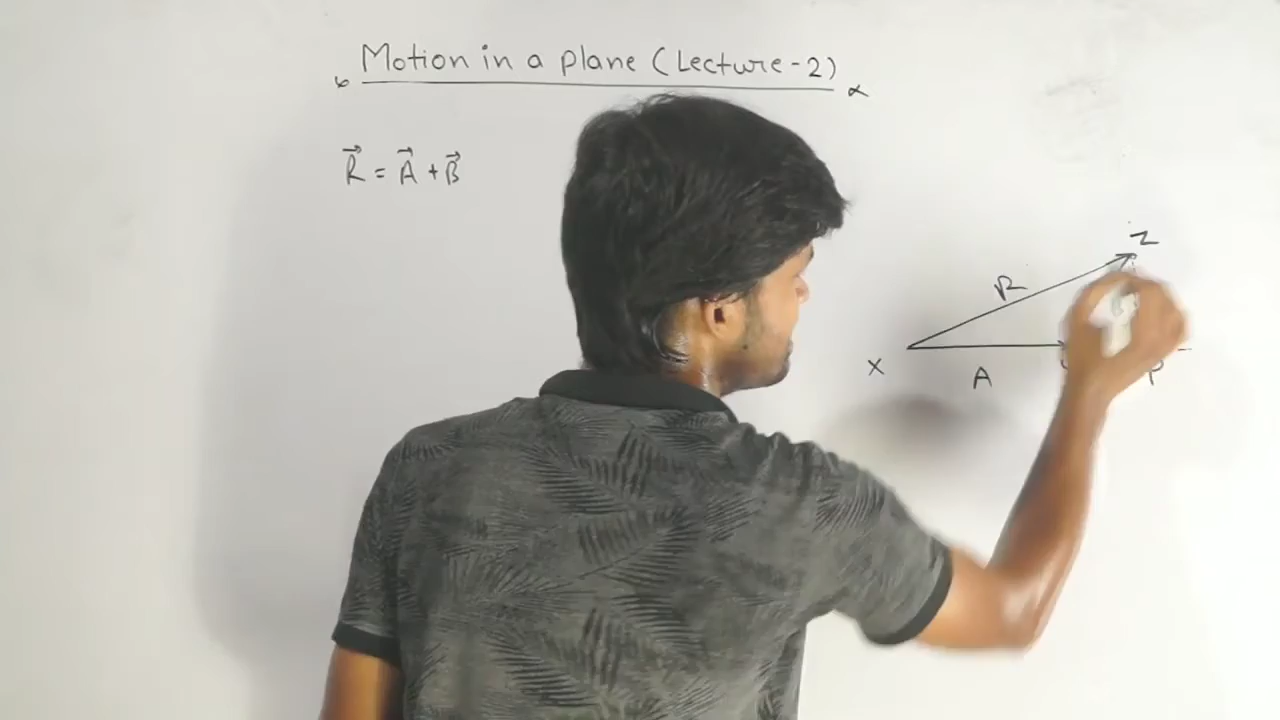 Motion in a plane (Lecture-2)
R⃗ = A⃗ + B⃗
Z
R
X
A
P